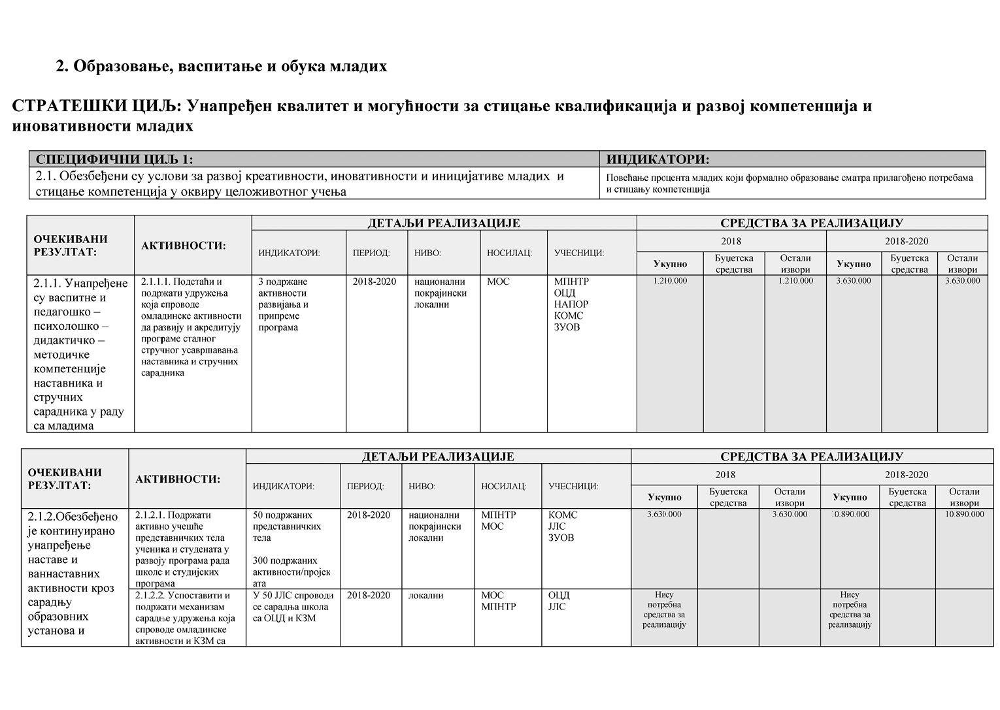 2. Образовање, васпитање и обука младих
СТРАТЕШКИ ЦИЉ: Унапређен квалитет и могућности за стицање квалификација и развој компетенција и
иновативности младих
СПЕЦИФИЧНИ ЦИЉ 1:
ИНДИКАТОРИ:
2.1. Обезбеђени су услови за развој креативности, иновативности и иницијативе младих и
стицање компетенција у оквиру целоживотног учења
Повећање процента младих који формално образовање сматра прилагођено потребама
и стицању компетенција
ОЧЕКИВАНИ
РЕЗУЛТАТ:
АКТИВНОСТИ:
ДЕТАЉИ РЕАЛИЗАЦИЈЕ
СРЕДСТВА ЗА РЕАЛИЗАЦИЈУ
ИНДИКАТОРИ:
ПЕРИОД:
НИВО:
НОСИЛАЦ:
УЧЕСНИЦИ:
2018
2018-2020
Укупно
Буџетска
средства
Остали
извори
Укупно
Буџетска
средства
Остали
извори
2.1.1. Унапређене
су васпитне и
педагошко –
психолошко –
дидактичко –
методичке
компетенције
наставника и
стручних
сарадника у раду
са младима
2.1.1.1. Подстаћи и
подржати удружења
која спроводе
омладинске активности
да развију и акредитују
програме сталног
стручног усавршавања
наставника и стручних
сарадника
3 подржане
активности
развијања и
припреме
програма
2018-2020
национални
покрајински
локални
МОС
МПНТР
ОЦД
НАПОР
КОМС
ЗУОВ
1.210.000
1.210.000
3.630.000
3.630.000
ОЧЕКИВАНИ
РЕЗУЛТАТ:
АКТИВНОСТИ:
ДЕТАЉИ РЕАЛИЗАЦИЈЕ
СРЕДСТВА ЗА РЕАЛИЗАЦИЈУ
ИНДИКАТОРИ:
ПЕРИОД:
НИВО:
НОСИЛАЦ:
УЧЕСНИЦИ:
2018
2018-2020
Укупно
Буџетска
средства
Остали
извори
Укупно
Буџетска
средства
Остали
извори
2.1.2.Обезбеђено
је континуирано
унапређење
наставе и
ваннаставних
активности кроз
сарадњу
образовних
установа и
2.1.2.1. Подржати
активно учешће
представничких тела
ученика и студената у
развоју програма рада
школе и студијских
програма
50 подржаних
представничких
тела
300 подржаних
активности/пројек
ата
2018-2020
национални
покрајински
локални
МПНТР
МОС
КОМС
ЈЛС
ЗУОВ
3.630.000
3.630.000
10.890.000
10.890.000
2.1.2.2. Успоставити и
подржати механизам
сарадње удружења која
спроводе омладинске
активности и КЗМ са
У 50 ЈЛС спроводи
се сарадња школа
са ОЦД и КЗМ
2018-2020
локални
МОС
МПНТР
ОЦД
ЈЛС
Нису
потребна
средства за
реализацију
Нису
потребна
средства за
реализацију